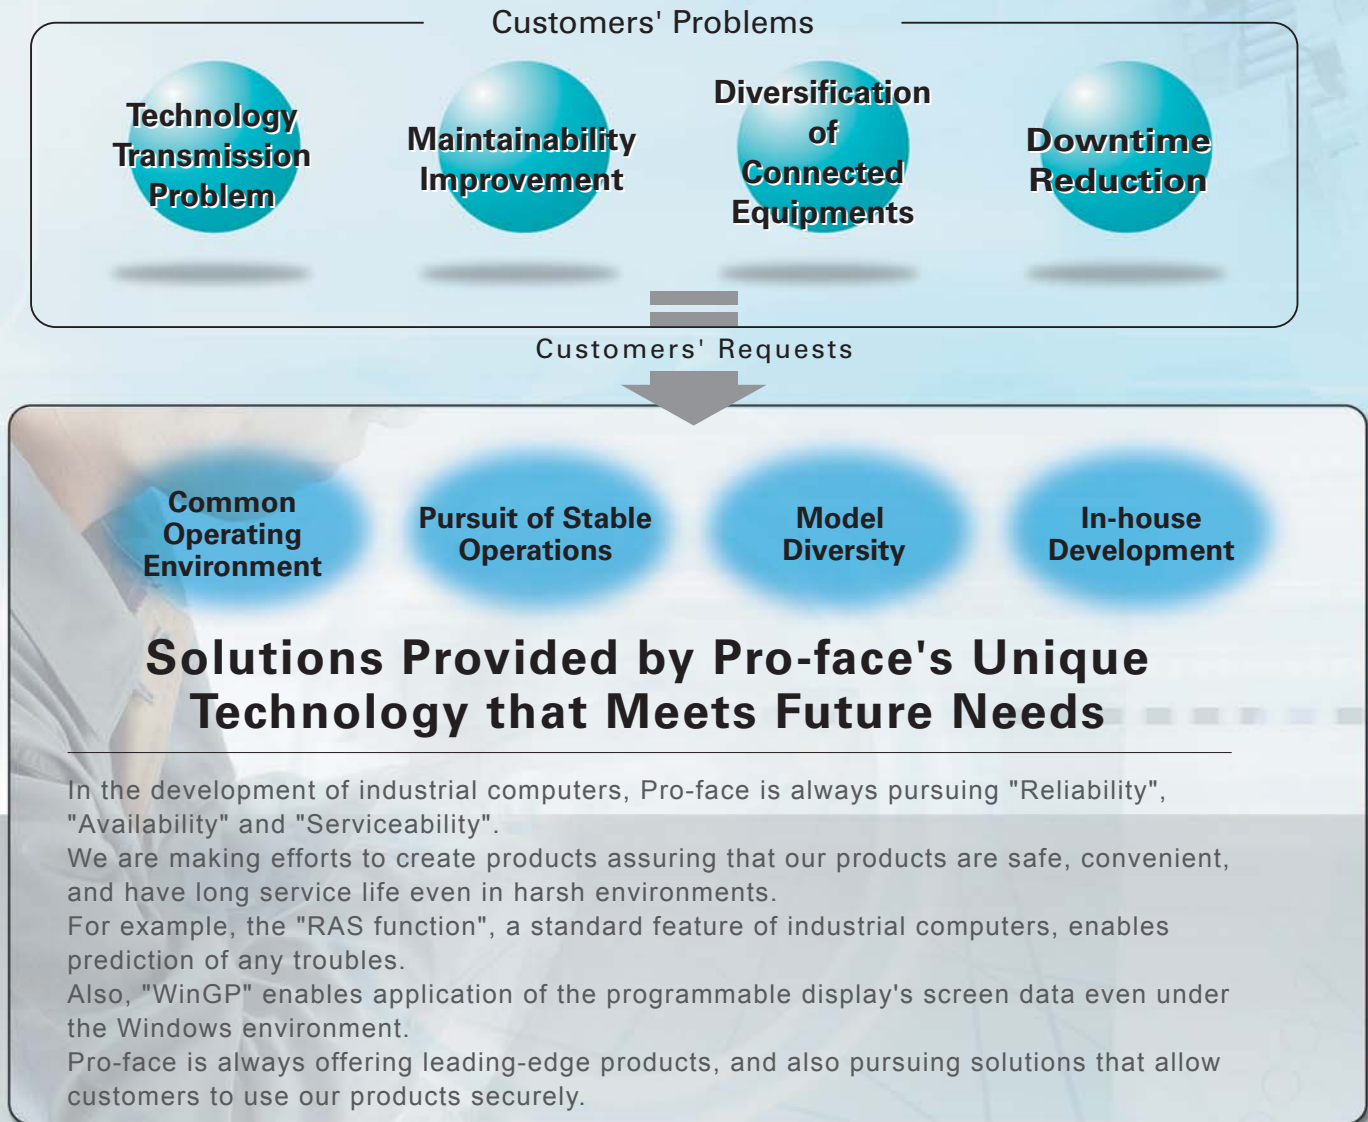 Customers' Problems
Technology
Transmission
Problem
Maintainability
Improvement
Diversification
of
Connected
Equipments
Downtime
Reduction
Customers' Requests
Common
Operating
Environment
Pursuit of Stable
Operations
Model
Diversity
In-house
Development
Solutions Provided by Pro-face's Unique
Technology that Meets Future Needs
In the development of industrial computers, Pro-face is always pursuing "Reliability",
"Availability" and "Serviceability".
We are making efforts to create products assuring that our products are safe, convenient,
and have long service life even in harsh environments.
For example, the "RAS function", a standard feature of industrial computers, enables
prediction of any troubles.
Also, "WinGP" enables application of the programmable display's screen data even under
the Windows environment.
Pro-face is always offering leading-edge products, and also pursuing solutions that allow
customers to use our products securely.